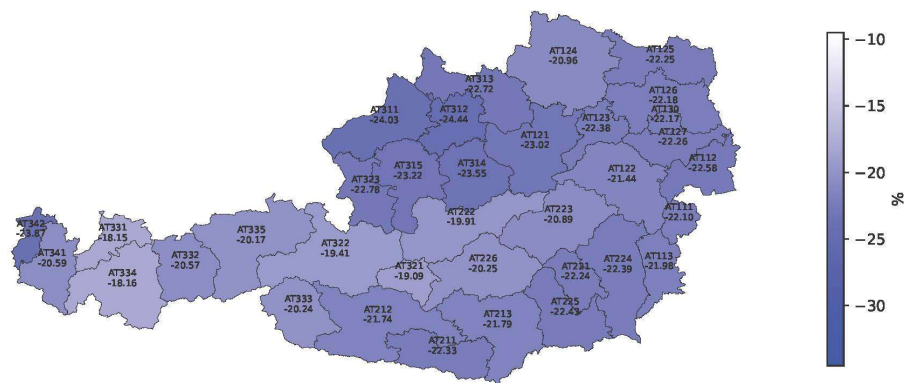 AT124
-20.96
AT125
-22.25
AT313
-22.72
AT126
-22.18
AT130
-22.17
AT311
-24.03
AT312
-24.44
AT123
-22.38
AT121
-23.02
AT127
-22.26
AT112
-22.58
AT315
-23.22
AT314
-23.55
AT122
-21.44
AT323
-22.78
AT222
-19.91
AT223
-20.89
AT111
-22.10
AT342
-23.87
AT331
-18.15
AT335
-20.17
AT322
-19.41
AT341
-20.59
AT332
-20.57
AT334
-18.16
AT321
-19.09
AT226
-20.25
AT221
-22.24
AT224
-22.39
AT113
-21.98
AT333
-20.24
AT212
-21.74
AT213
-21.79
AT225
-22.43
AT211
-22.33
−10
−15
−20
−25
−30
%